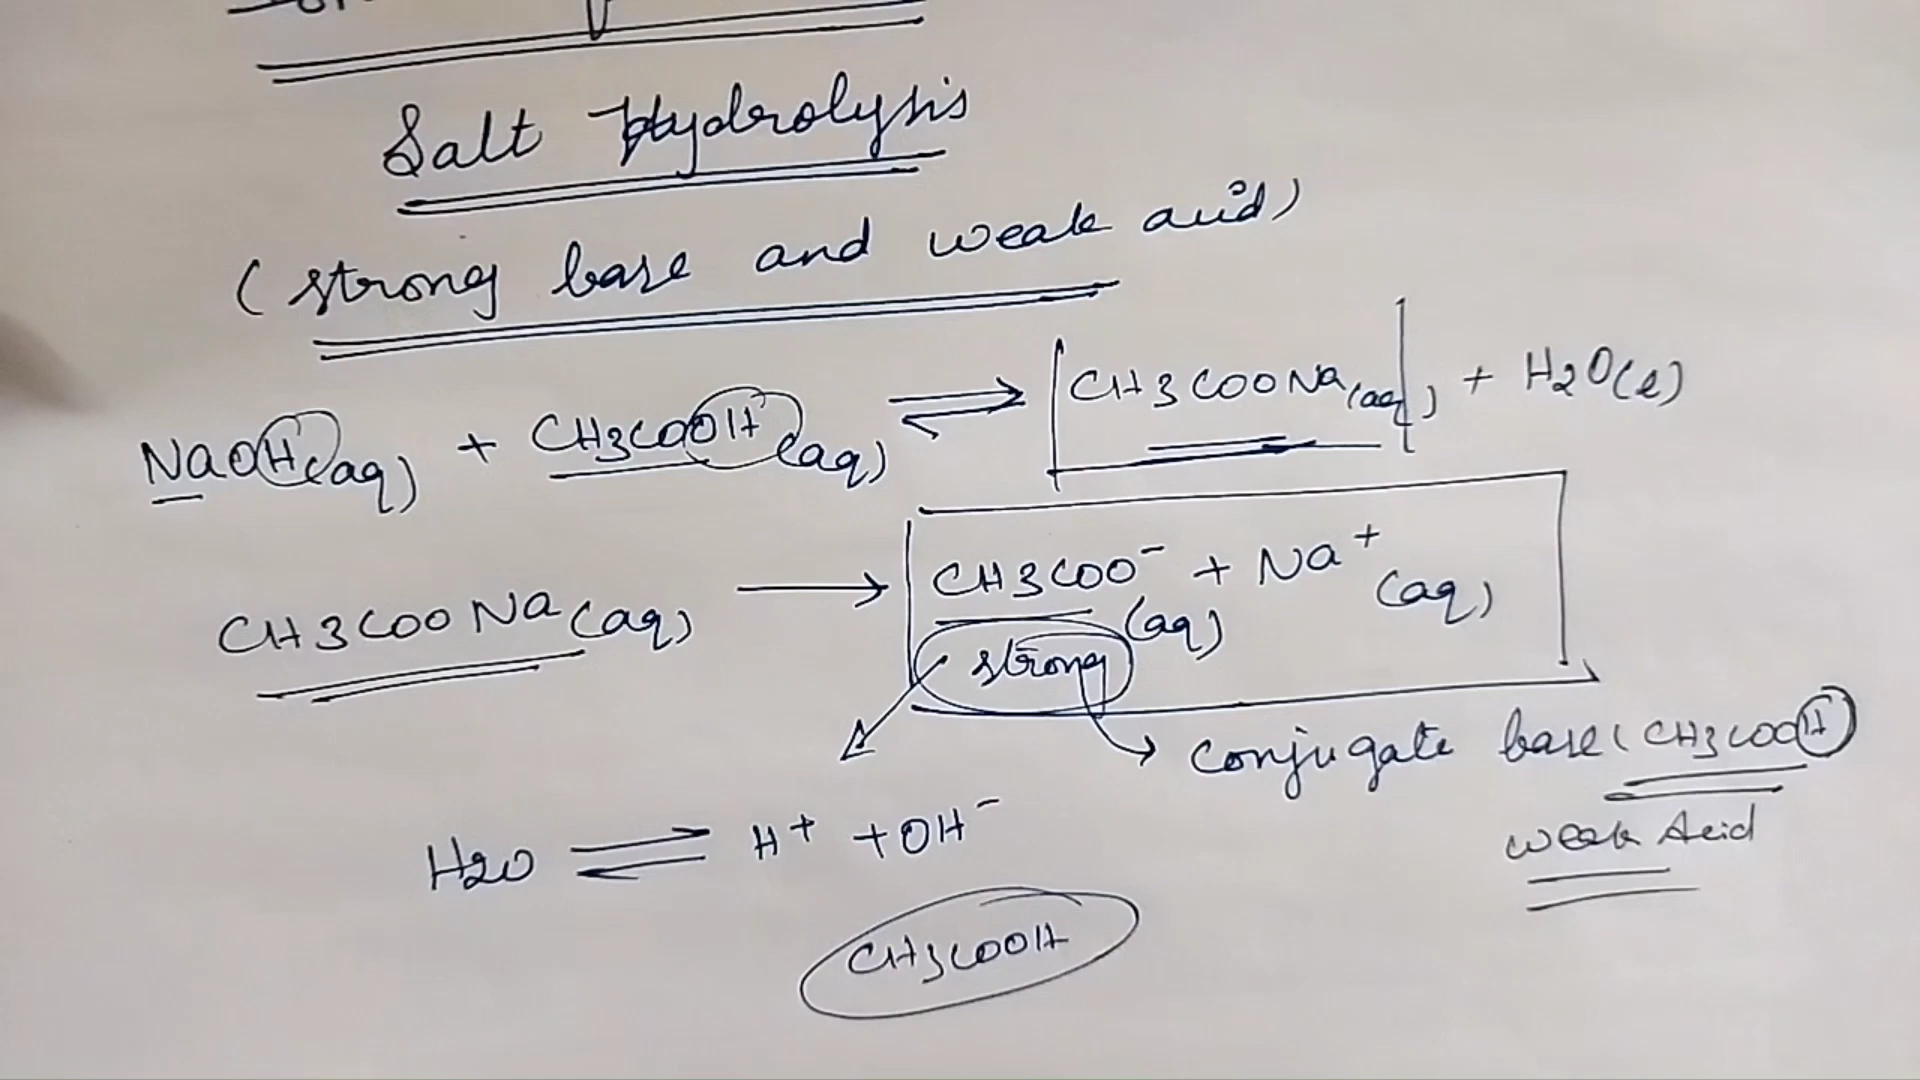 Salt Hydrolysis
(strong base and weak acid)
NaOH(aq) + CH3COOH(aq) ⇌ CH3COONa(aq) + H2O(l)
CH3COONa(aq) → CH3COO⁻(aq) + Na⁺(aq)
strong
→ conjugate base (CH3COOH)
weak Acid
H2O ⇌ H⁺ + OH⁻
CH3COOH